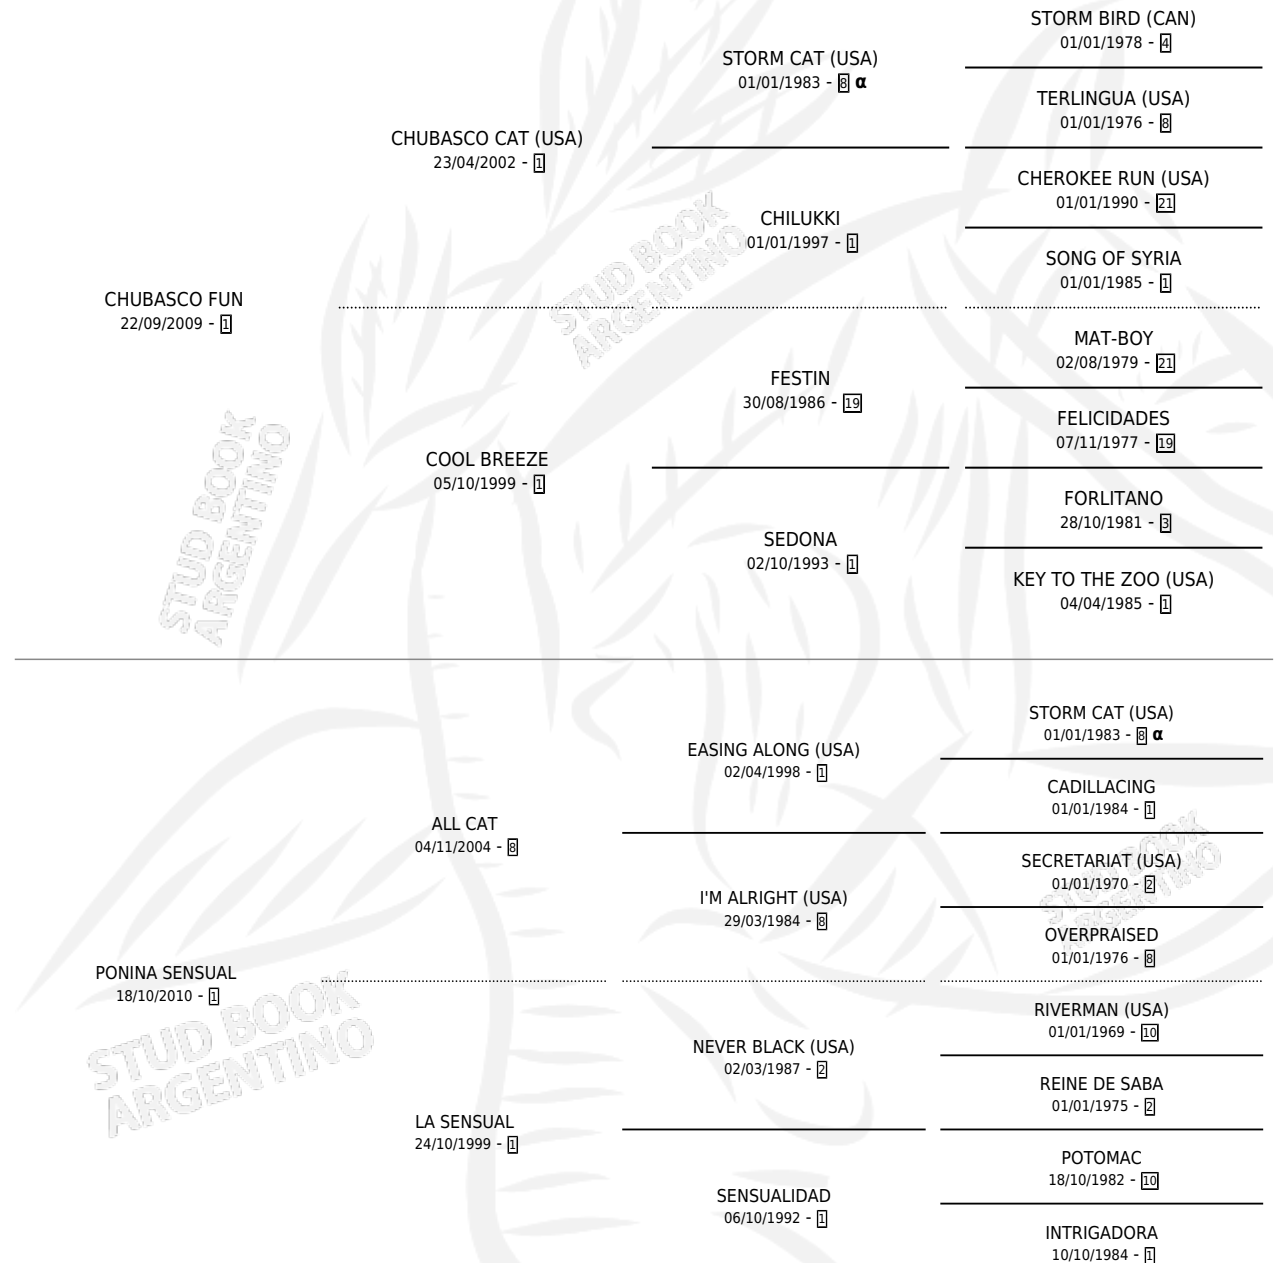 STORM BIRD (CAN)
01/01/1978 - 4
STORM CAT (USA)
01/01/1983 - 8 α
TERLINGUA (USA)
01/01/1976 - 8
CHUBASCO CAT (USA)
23/04/2002 - 1
CHEROKEE RUN (USA)
01/01/1990 - 21
CHILUKKI
01/01/1997 - 1
SONG OF SYRIA
01/01/1985 - 1
CHUBASCO FUN
22/09/2009 - 1
MAT-BOY
02/08/1979 - 21
FESTIN
30/08/1986 - 19
FELICIDADES
07/11/1977 - 19
COOL BREEZE
05/10/1999 - 1
FORLITANO
28/10/1981 - 3
SEDONA
02/10/1993 - 1
KEY TO THE ZOO (USA)
04/04/1985 - 1
STORM CAT (USA)
01/01/1983 - 8 α
EASING ALONG (USA)
02/04/1998 - 1
CADILLACING
01/01/1984 - 1
ALL CAT
04/11/2004 - 8
SECRETARIAT (USA)
01/01/1970 - 2
I'M ALRIGHT (USA)
29/03/1984 - 8
OVERPRAISED
01/01/1976 - 8
PONINA SENSUAL
18/10/2010 - 1
RIVERMAN (USA)
01/01/1969 - 10
NEVER BLACK (USA)
02/03/1987 - 2
REINE DE SABA
01/01/1975 - 2
LA SENSUAL
24/10/1999 - 1
POTOMAC
18/10/1982 - 10
SENSUALIDAD
06/10/1992 - 1
INTRIGADORA
10/10/1984 - 1
STUD BOOK
ARGENTINO
STUD BOOK
ARGENTINO
STUD BOOK
ARGENTINO
STUD BOOK
ARGENTINO